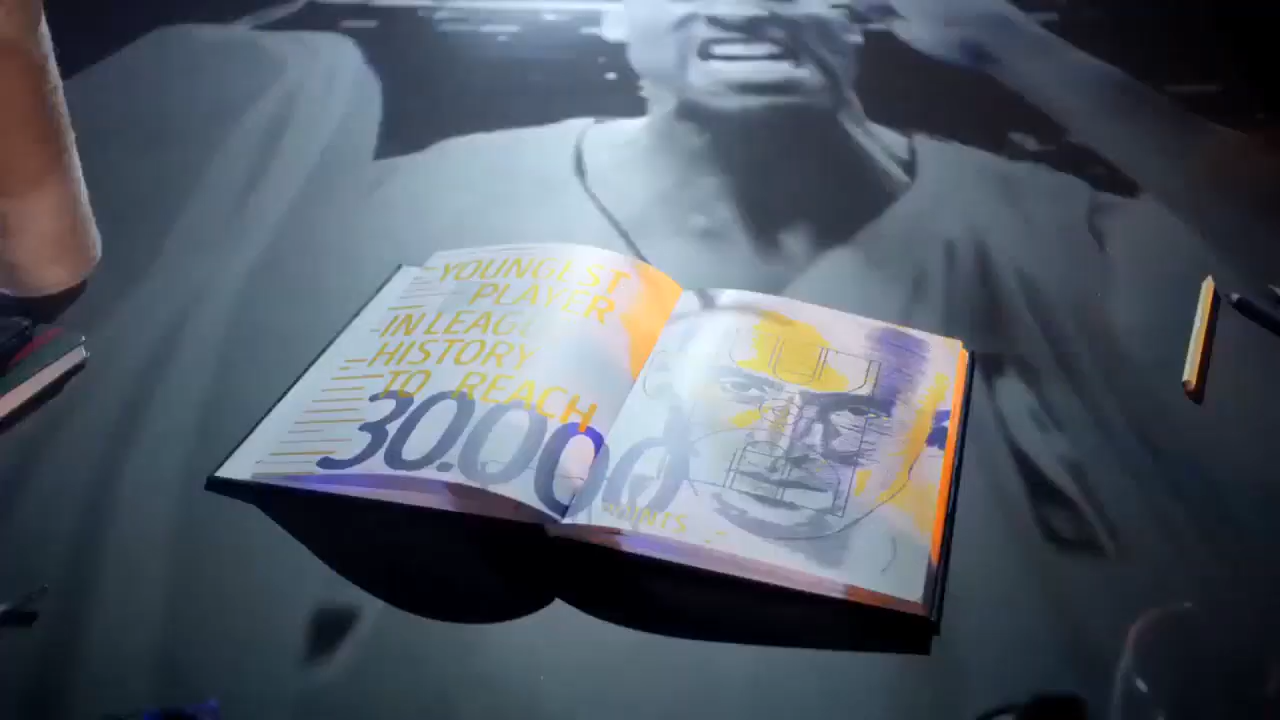 YOUNGEST
PLAYER
IN LEAGUE
HISTORY
TO REACH
30.000
POINTS